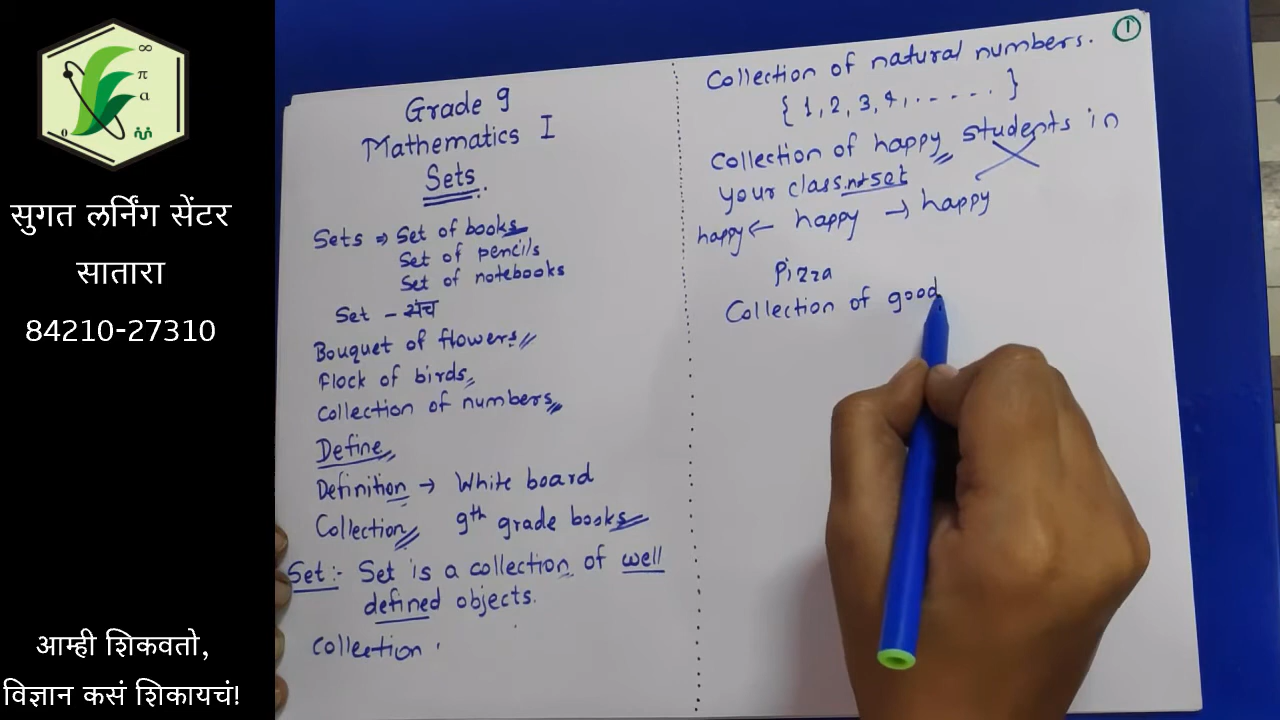 ∞
π
a
सुगत लर्निंग सेंटर
सातारा
84210-27310
आम्ही शिकवतो,
विज्ञान कसं शिकायचं!
Grade 9
Mathematics I
Sets.
Sets ⇒ Set of books
Set of pencils
Set of notebooks
Set - संच
Bouquet of flowers
Flock of birds
Collection of numbers
Define
Definition → White board
Collection 9th grade books
Set:- Set is a collection of well
defined objects.
Collection
1
Collection of natural numbers.
{ 1, 2, 3, 4, . - - - . }
Collection of happy students in
your class. not set
happy ← happy → happy
Pizza
Collection of good